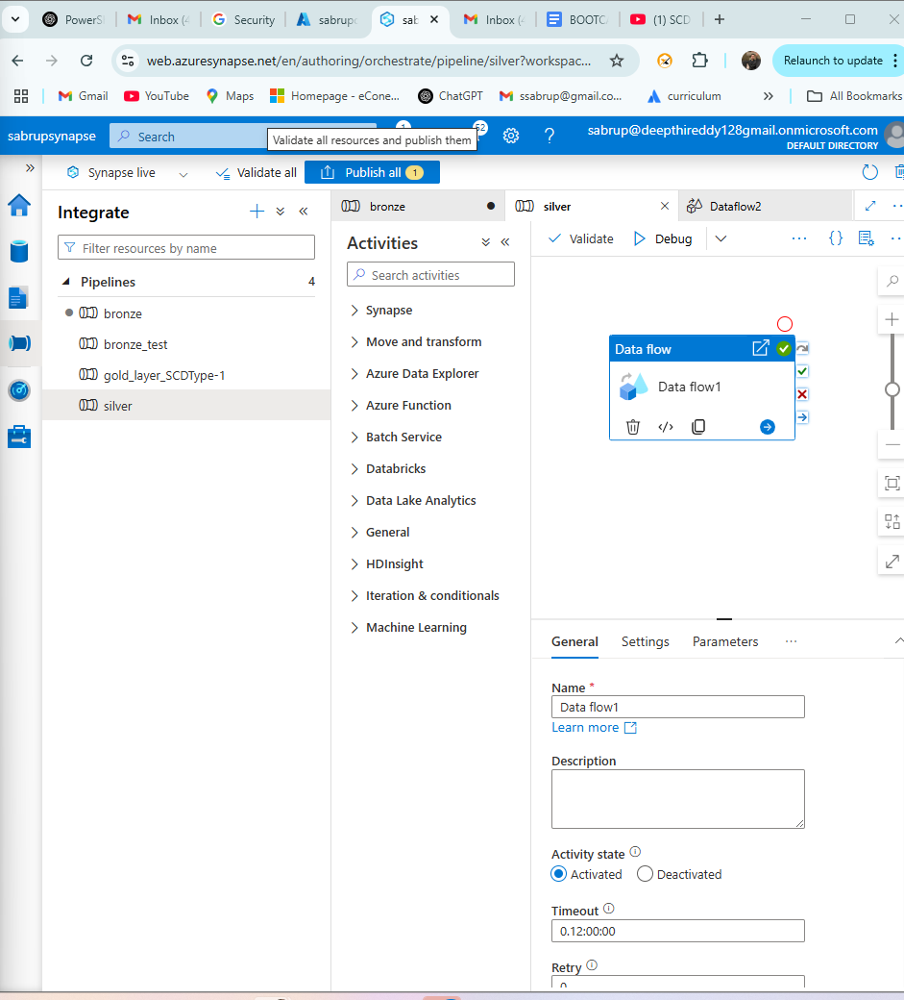 PowerS
Inbox (
Security
sabrup
sab
Inbox (
BOOTC
(1) SCD
web.azuresynapse.net/en/authoring/orchestrate/pipeline/silver?workspac...
Relaunch to update
Gmail
YouTube
Maps
Homepage - eCone...
ChatGPT
ssabrup@gmail.co...
curriculum
All Bookmarks
sabrupsynapse
Search
Validate all resources and publish them
1
52
?
sabrup@deepthireddy128gmail.onmicrosoft.com
DEFAULT DIRECTORY
Synapse live
Validate all
Publish all 1
Integrate
Filter resources by name
Pipelines 4
bronze
bronze_test
gold_layer_SCDType-1
silver
bronze
silver
Dataflow2
Activities
Search activities
Synapse
Move and transform
Azure Data Explorer
Azure Function
Batch Service
Databricks
Data Lake Analytics
General
HDInsight
Iteration & conditionals
Machine Learning
Validate
Debug
Data flow
Data flow1
General
Settings
Parameters
Name *
Data flow1
Learn more
Description
Activity state
Activated
Deactivated
Timeout
0.12:00:00
Retry
0